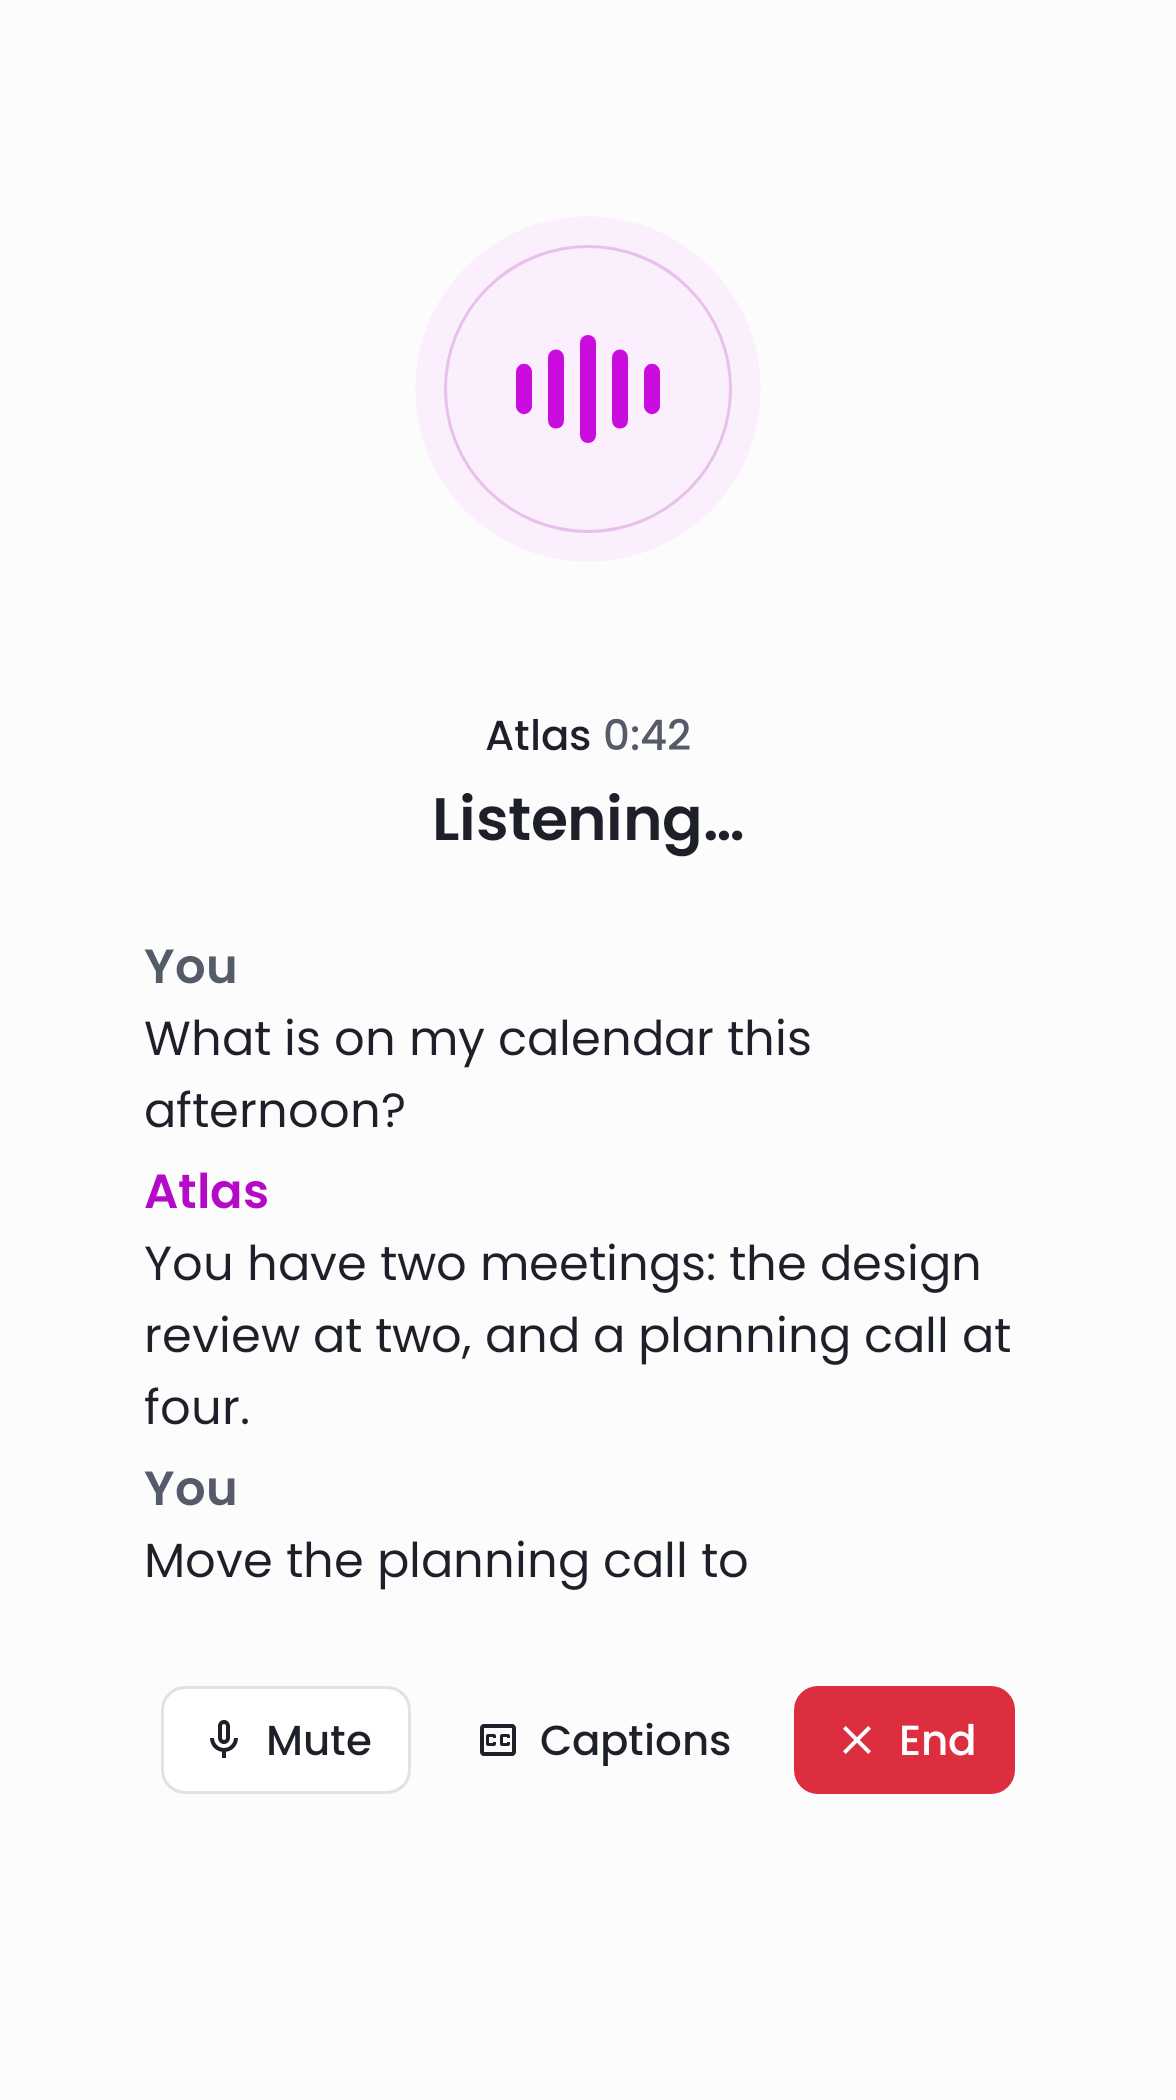 Atlas 0:42
Listening…
You
What is on my calendar this
afternoon?
Atlas
You have two meetings: the design
review at two, and a planning call at
four.
You
Move the planning call to
Mute
CC Captions
End